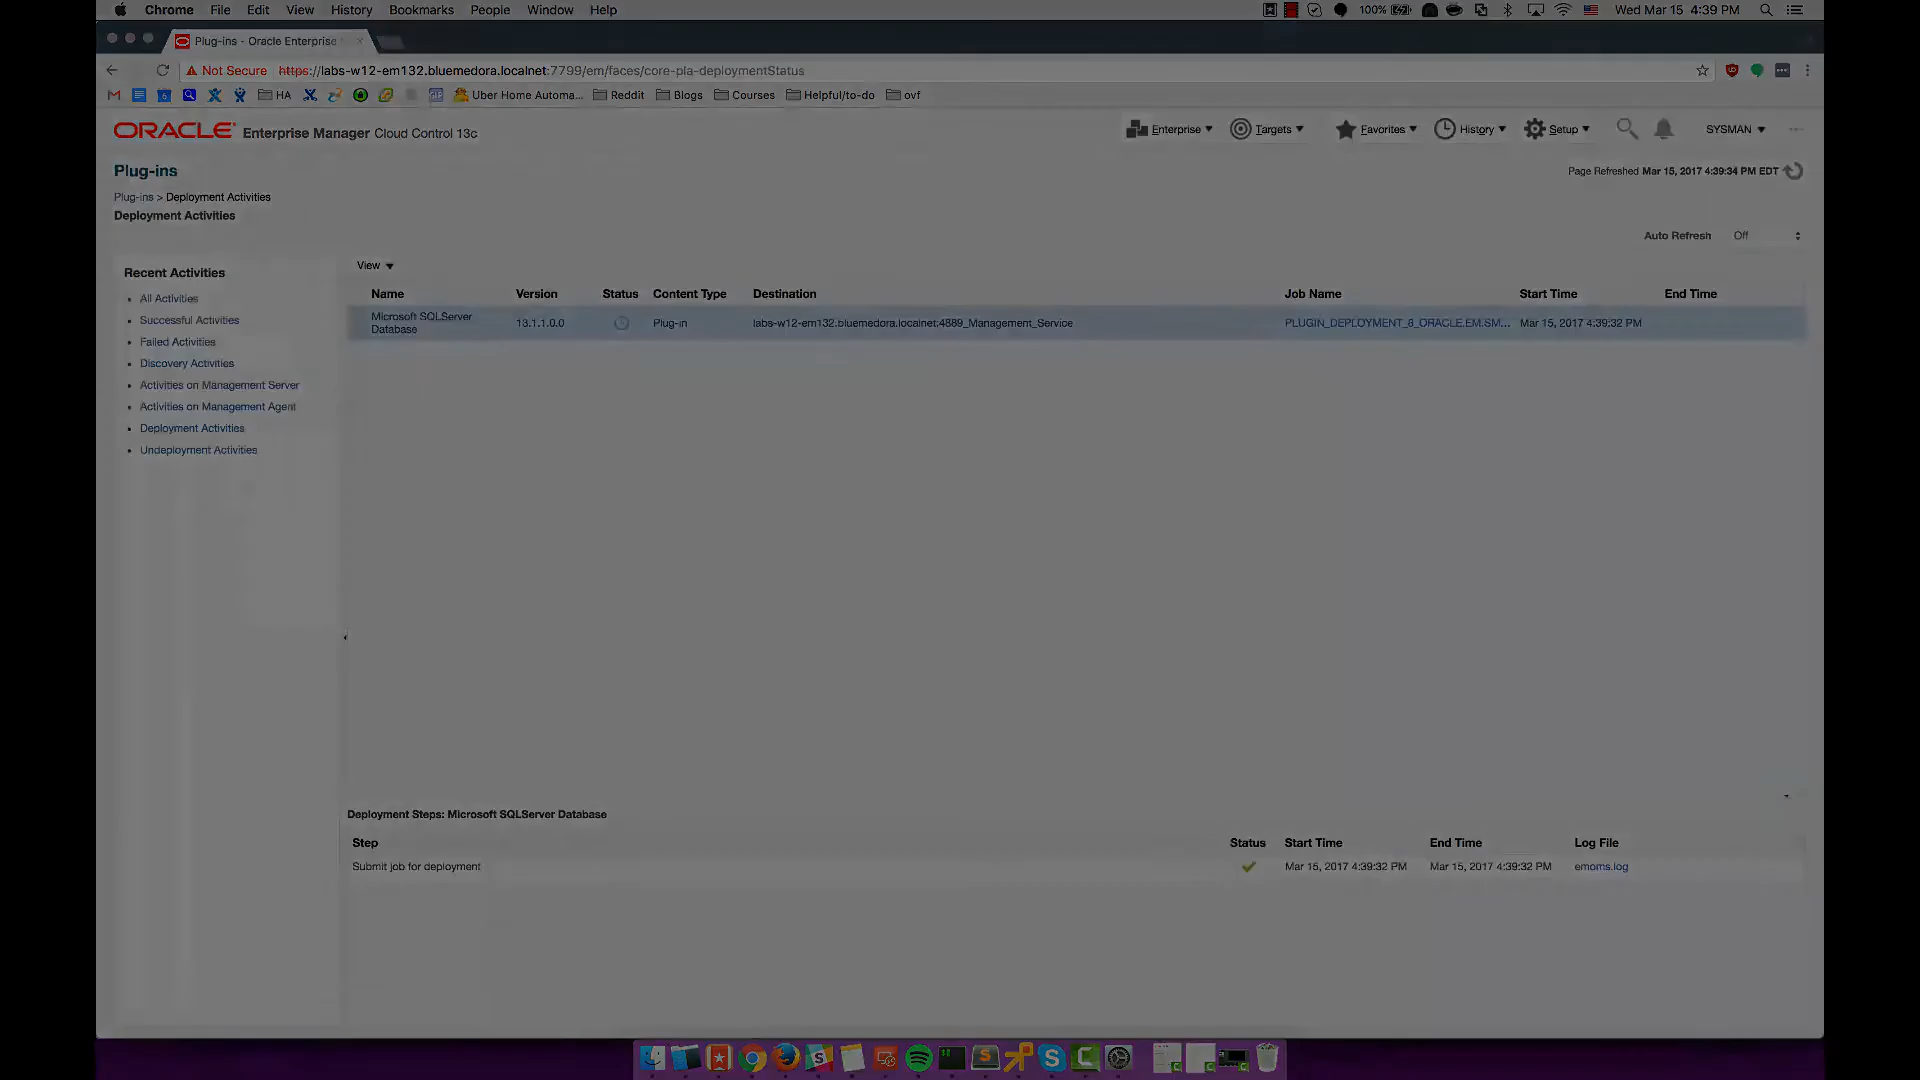 Chrome File Edit View History Bookmarks People Window Help 100% Wed Mar 15 4:39 PM
Plug-ins - Oracle Enterprise
Not Secure https://labs-w12-em132.bluemedora.localnet:7799/em/faces/core-pla-deploymentStatus
HA Uber Home Automa... Reddit Blogs Courses Helpful/to-do ovf
ORACLE Enterprise Manager Cloud Control 13c Enterprise Targets Favorites History Setup SYSMAN
Plug-ins Page Refreshed Mar 15, 2017 4:39:34 PM EDT
Plug-ins > Deployment Activities
Deployment Activities
Auto Refresh Off
Recent Activities
All Activities
Successful Activities
Failed Activities
Discovery Activities
Activities on Management Server
Activities on Management Agent
Deployment Activities
Undeployment Activities
View
Name Version Status Content Type Destination Job Name Start Time End Time
Microsoft SQLServer
Database 13.1.1.0.0 Plug-in labs-w12-em132.bluemedora.localnet:4889_Management_Service PLUGIN_DEPLOYMENT_6_ORACLE.EM.SM... Mar 15, 2017 4:39:32 PM
Deployment Steps: Microsoft SQLServer Database
Step Status Start Time End Time Log File
Submit job for deployment Mar 15, 2017 4:39:32 PM Mar 15, 2017 4:39:32 PM emoms.log